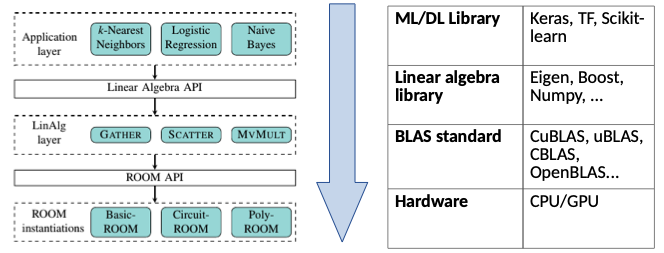 Application
layer
k-Nearest
Neighbors
Logistic
Regression
Naive
Bayes
Linear Algebra API
LinAlg
layer
GATHER
SCATTER
MVMULT
ROOM API
ROOM
instantiations
Basic-
ROOM
Circuit-
ROOM
Poly-
ROOM
ML/DL Library
Keras, TF, Scikit-
learn
Linear algebra
library
Eigen, Boost,
Numpy, ...
BLAS standard
CuBLAS, uBLAS,
CBLAS,
OpenBLAS...
Hardware
CPU/GPU